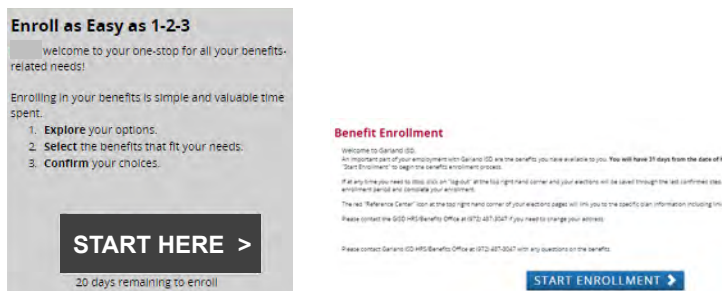 Enroll as Easy as 1-2-3
welcome to your one-stop for all your benefits-
related needs!
Enrolling in your benefits is simple and valuable time
spent.
1. Explore your options.
2. Select the benefits that fit your needs.
3. Confirm your choices.
START HERE >
20 days remaining to enroll
Benefit Enrollment
Welcome to Garland ISD.
An important part of your employment with Garland ISD are the benefits you have available to you. You will have 31 days from the date of
"Start Enrollment" to begin the benefits enrollment process.
If at any time you need to stop, click on "logout" at the top right hand corner and your elections will be saved through the last confirmed step.
enrollment period and complete your enrollment.
The red "Reference Center" icon at the top right hand corner of your elections pages will link you to the specific plan information including
Please contact the GISD HRS/Benefits Office at (972) 487-3047 if you need to change your address.
Please contact Garland ISD HRS/Benefits Office at (972) 487-3047 with any questions on the benefits.
START ENROLLMENT >